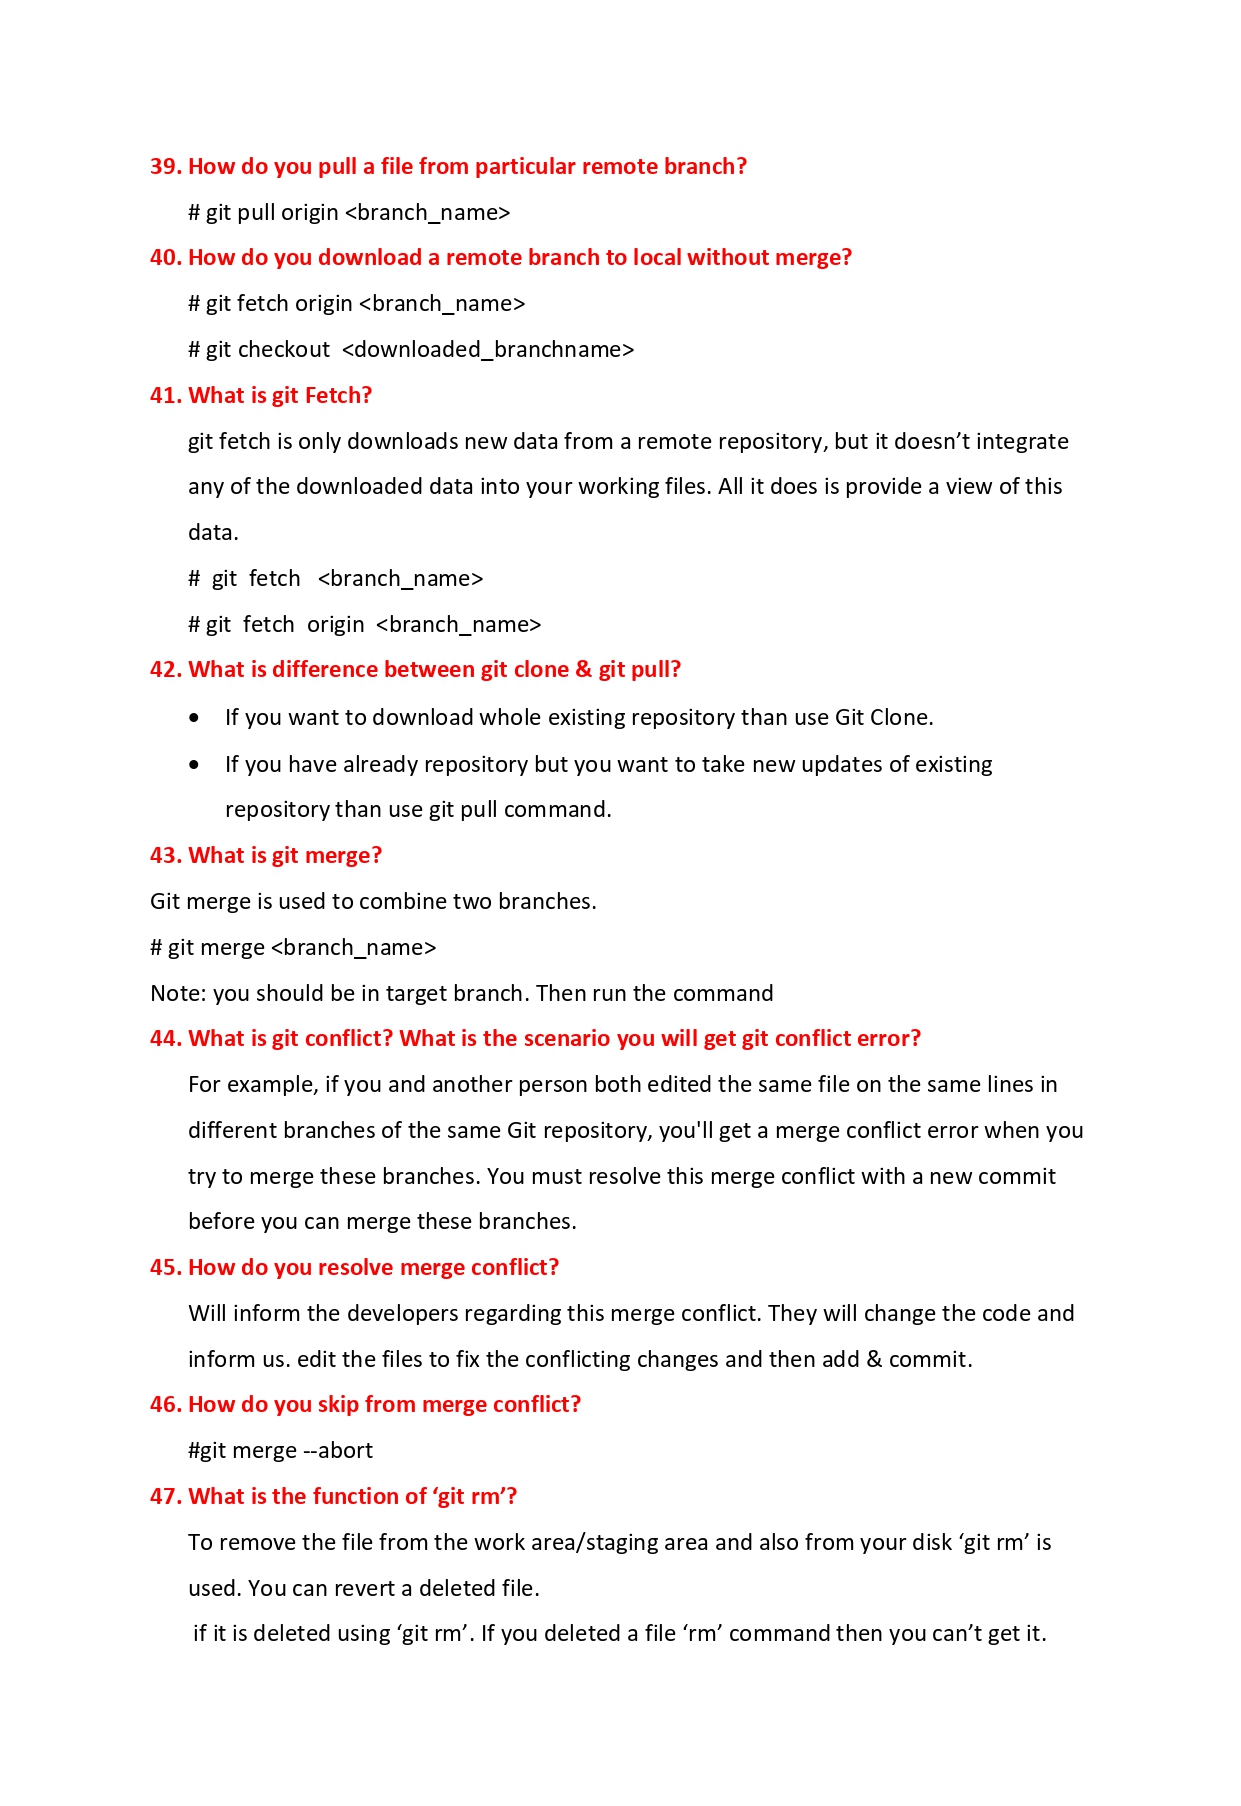 39. How do you pull a file from particular remote branch?
# git pull origin <branch_name>
40. How do you download a remote branch to local without merge?
# git fetch origin <branch_name>
# git checkout  <downloaded_branchname>
41. What is git Fetch?
git fetch is only downloads new data from a remote repository, but it doesn’t integrate
any of the downloaded data into your working files. All it does is provide a view of this
data.
#  git  fetch   <branch_name>
# git  fetch  origin  <branch_name>
42. What is difference between git clone & git pull?
• If you want to download whole existing repository than use Git Clone.
• If you have already repository but you want to take new updates of existing
repository than use git pull command.
43. What is git merge?
Git merge is used to combine two branches.
# git merge <branch_name>
Note: you should be in target branch. Then run the command
44. What is git conflict? What is the scenario you will get git conflict error?
For example, if you and another person both edited the same file on the same lines in
different branches of the same Git repository, you'll get a merge conflict error when you
try to merge these branches. You must resolve this merge conflict with a new commit
before you can merge these branches.
45. How do you resolve merge conflict?
Will inform the developers regarding this merge conflict. They will change the code and
inform us. edit the files to fix the conflicting changes and then add & commit.
46. How do you skip from merge conflict?
#git merge --abort
47. What is the function of ‘git rm’?
To remove the file from the work area/staging area and also from your disk ‘git rm’ is
used. You can revert a deleted file.
if it is deleted using ‘git rm’. If you deleted a file ‘rm’ command then you can’t get it.